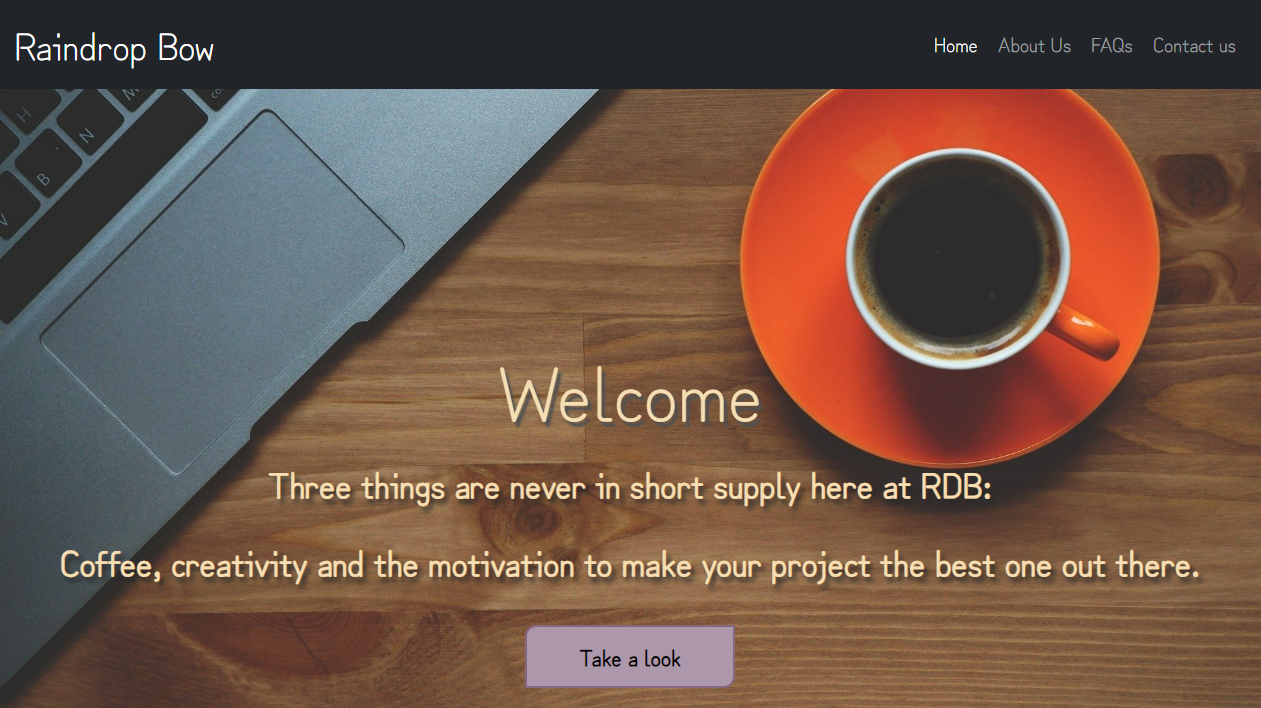 Raindrop Bow
Home About Us FAQs Contact us
H
M
N
B
V
Welcome
Three things are never in short supply here at RDB:
Coffee, creativity and the motivation to make your project the best one out there.
Take a look